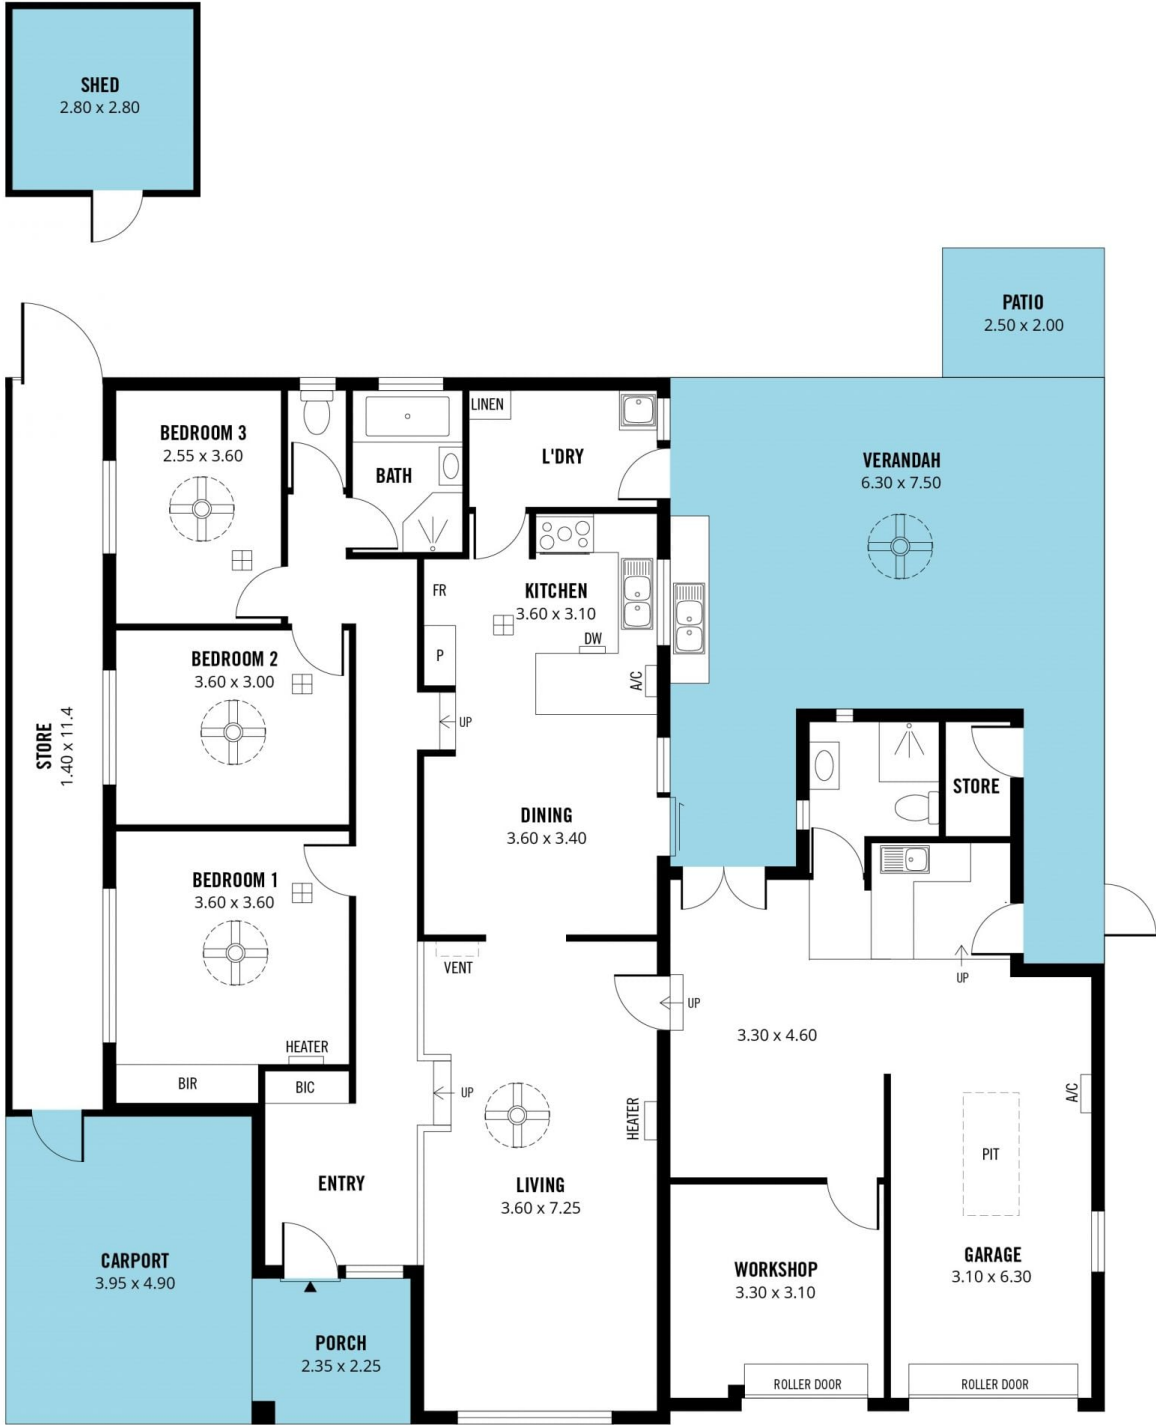 SHED
2.80 x 2.80
PATIO
2.50 x 2.00
BEDROOM 3
2.55 x 3.60
BATH
LINEN
L'DRY
VERANDAH
6.30 x 7.50
FR
KITCHEN
3.60 x 3.10
DW
P
A/C
BEDROOM 2
3.60 x 3.00
UP
STORE
1.40 x 11.4
DINING
3.60 x 3.40
STORE
BEDROOM 1
3.60 x 3.60
VENT
UP
UP
3.30 x 4.60
HEATER
BIR
BIC
UP
HEATER
A/C
PIT
ENTRY
LIVING
3.60 x 7.25
CARPORT
3.95 x 4.90
WORKSHOP
3.30 x 3.10
GARAGE
3.10 x 6.30
PORCH
2.35 x 2.25
ROLLER DOOR
ROLLER DOOR